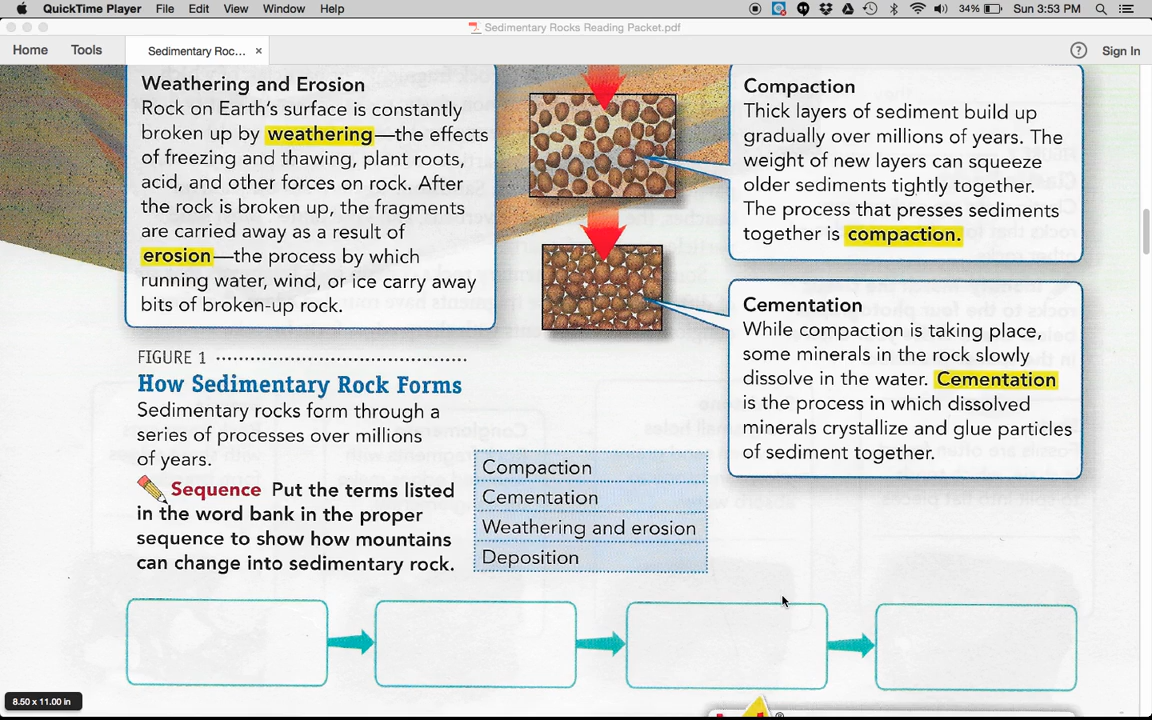 QuickTime Player File Edit View Window Help 34% Sun 3:53 PM
Sedimentary Rocks Reading Packet.pdf
Home Tools Sedimentary Roc... × ? Sign In
Weathering and Erosion
Rock on Earth's surface is constantly
broken up by weathering—the effects
of freezing and thawing, plant roots,
acid, and other forces on rock. After
the rock is broken up, the fragments
are carried away as a result of
erosion—the process by which
running water, wind, or ice carry away
bits of broken-up rock.
Compaction
Thick layers of sediment build up
gradually over millions of years. The
weight of new layers can squeeze
older sediments tightly together.
The process that presses sediments
together is compaction.
Cementation
While compaction is taking place,
some minerals in the rock slowly
dissolve in the water. Cementation
is the process in which dissolved
minerals crystallize and glue particles
of sediment together.
FIGURE 1
How Sedimentary Rock Forms
Sedimentary rocks form through a
series of processes over millions
of years.
Sequence Put the terms listed
in the word bank in the proper
sequence to show how mountains
can change into sedimentary rock.
Compaction
Cementation
Weathering and erosion
Deposition
8.50 x 11.00 in